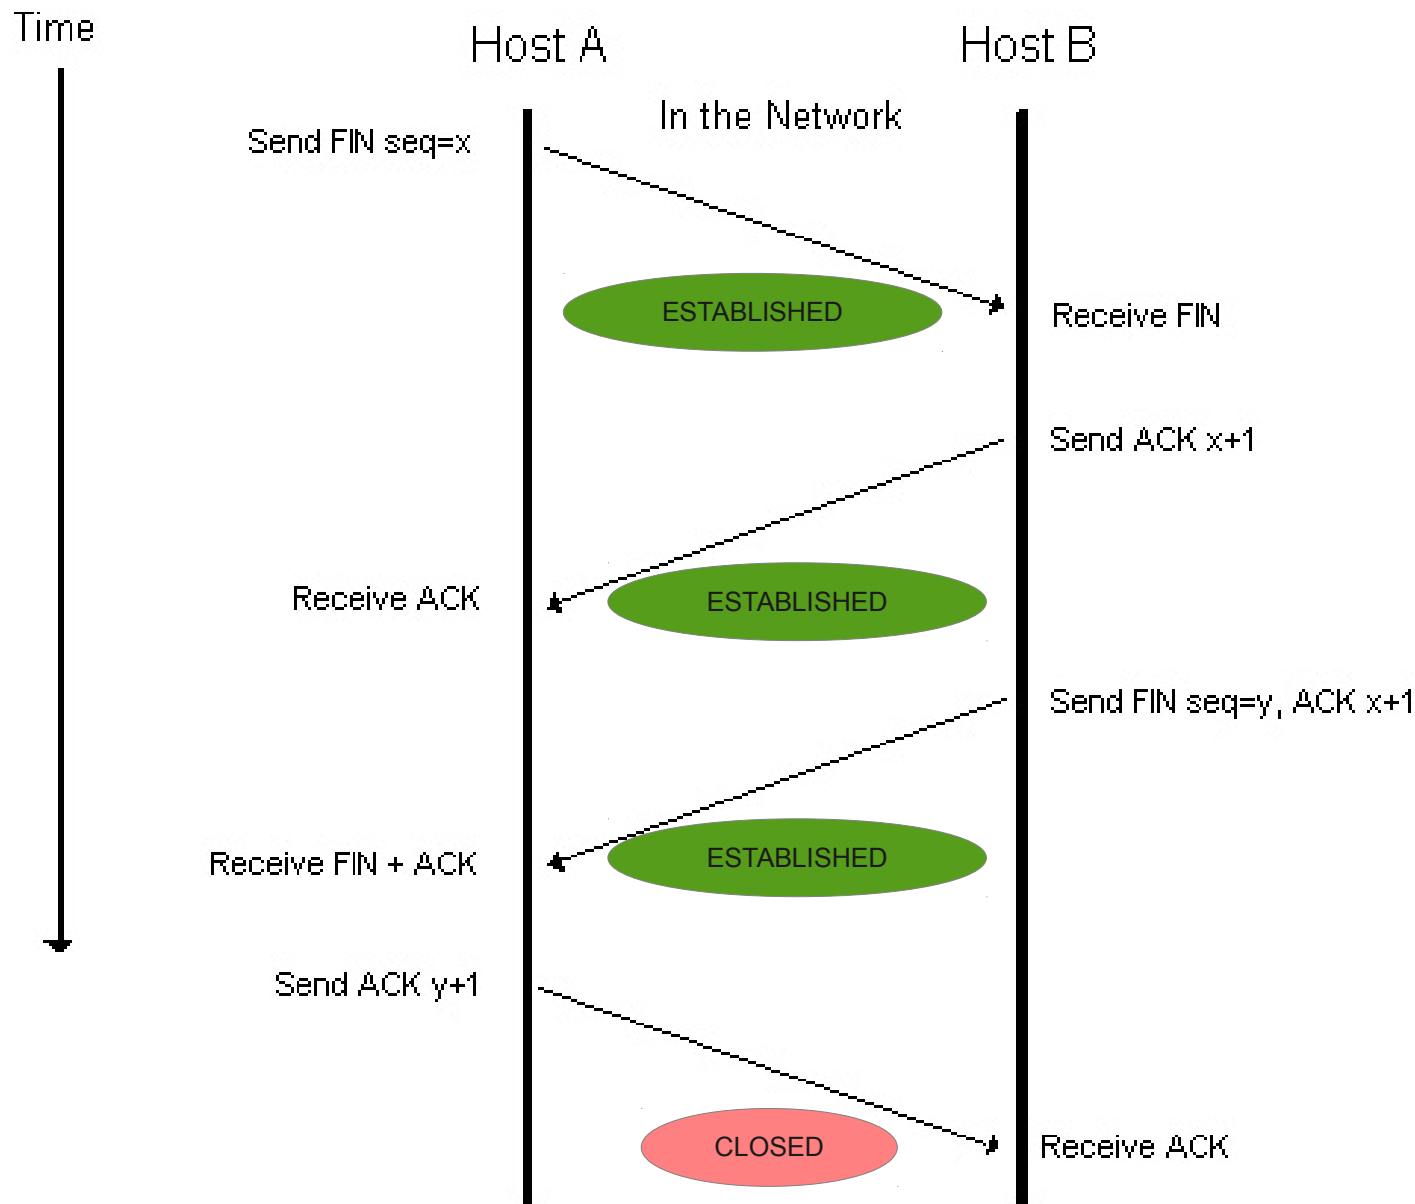 Time
Host A
Host B
In the Network
Send FIN seq=x
ESTABLISHED
Receive FIN
Send ACK x+1
Receive ACK
ESTABLISHED
Send FIN seq=y, ACK x+1
Receive FIN + ACK
ESTABLISHED
Send ACK y+1
CLOSED
Receive ACK